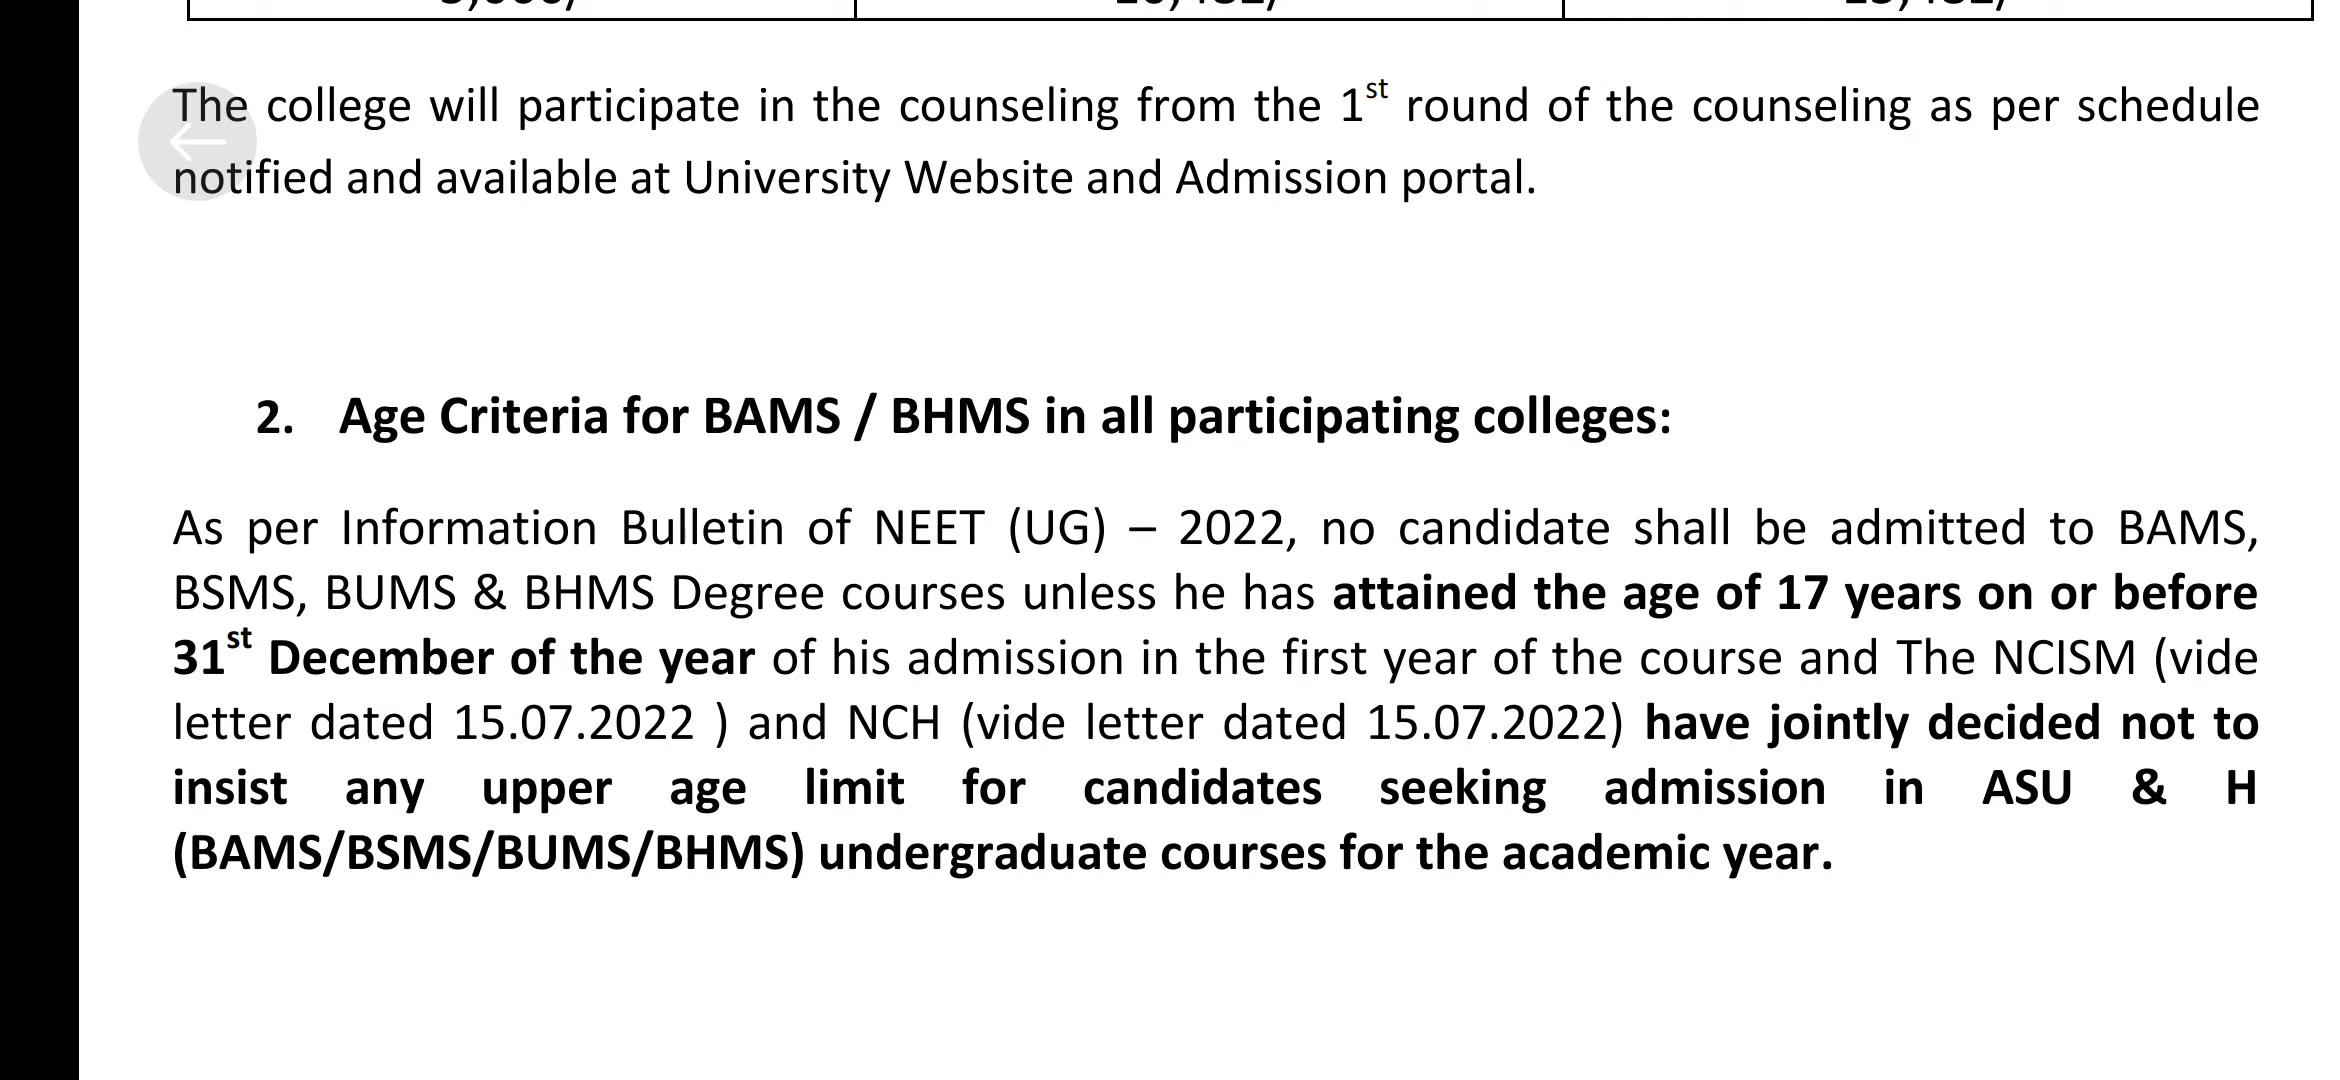 The college will participate in the counseling from the 1st round of the counseling as per schedule
notified and available at University Website and Admission portal.
2. Age Criteria for BAMS / BHMS in all participating colleges:
As per Information Bulletin of NEET (UG) – 2022, no candidate shall be admitted to BAMS,
BSMS, BUMS & BHMS Degree courses unless he has attained the age of 17 years on or before
31st December of the year of his admission in the first year of the course and The NCISM (vide
letter dated 15.07.2022 ) and NCH (vide letter dated 15.07.2022) have jointly decided not to
insist any upper age limit for candidates seeking admission in ASU & H
(BAMS/BSMS/BUMS/BHMS) undergraduate courses for the academic year.